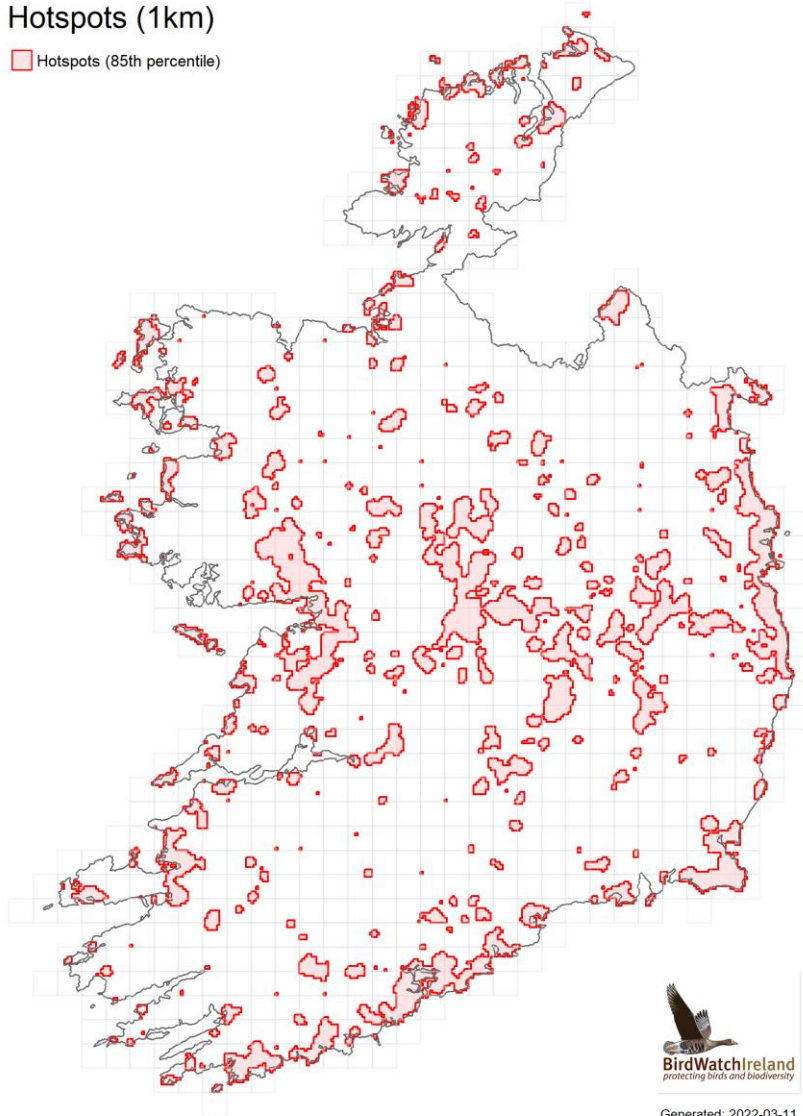 Hotspots (1km)
Hotspots (85th percentile)
BirdWatchIreland
protecting birds and biodiversity
Generated: 2022-03-11